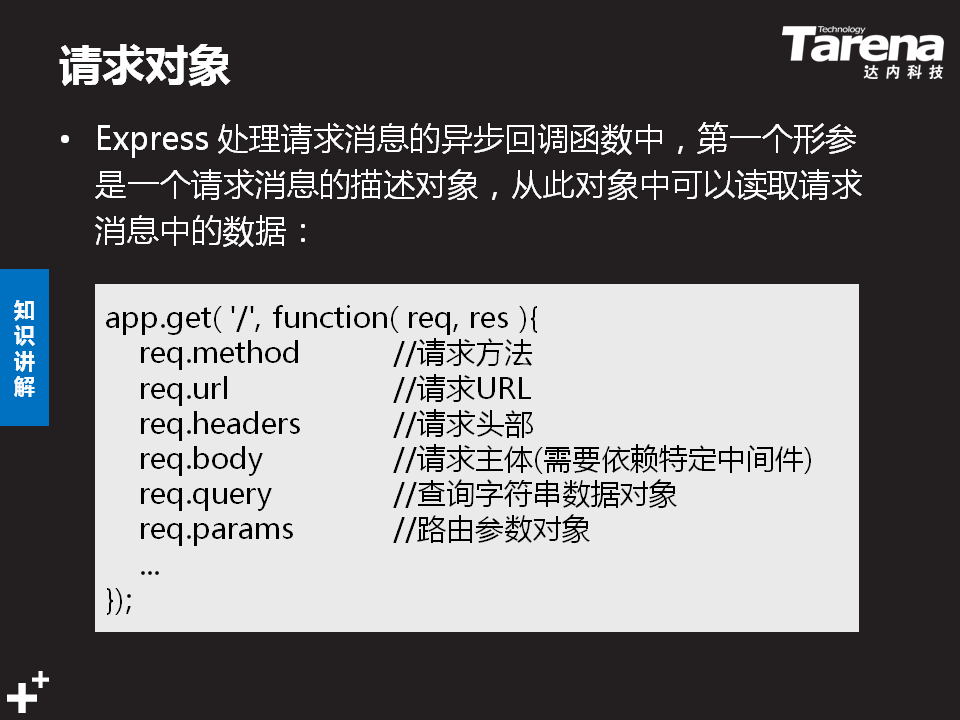 请求对象
Technology
Tarena
达内科技
• Express 处理请求消息的异步回调函数中，第一个形参
是一个请求消息的描述对象，从此对象中可以读取请求
消息中的数据：
知识讲解
app.get( '/', function( req, res ){
req.method //请求方法
req.url //请求URL
req.headers //请求头部
req.body //请求主体(需要依赖特定中间件)
req.query //查询字符串数据对象
req.params //路由参数对象
...
});